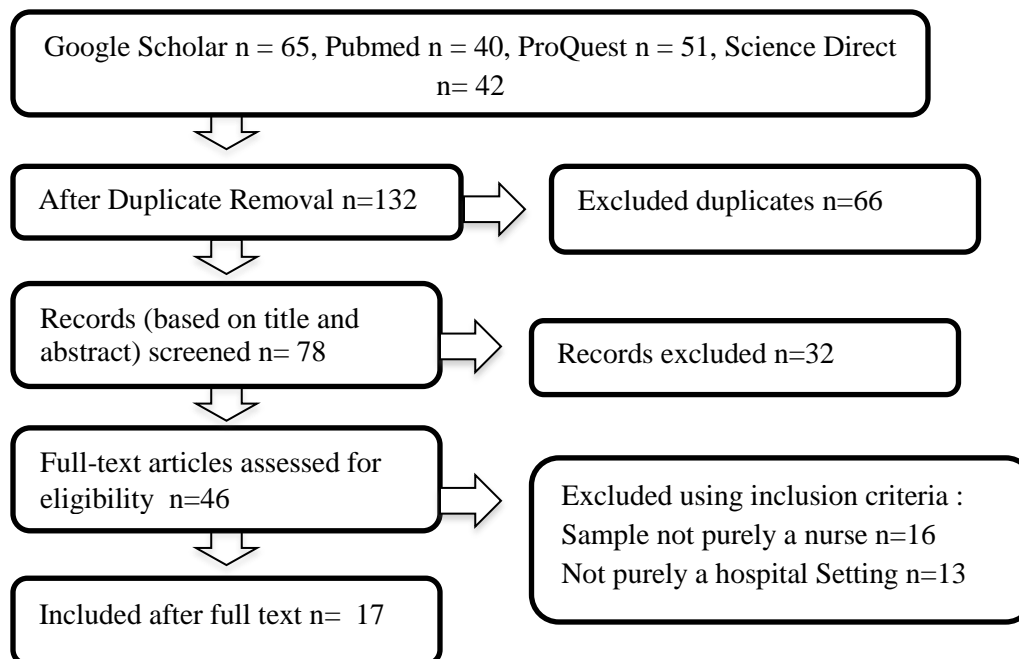 Google Scholar n = 65, Pubmed n = 40, ProQuest n = 51, Science Direct
n= 42
After Duplicate Removal n=132
Excluded duplicates n=66
Records (based on title and
abstract) screened n= 78
Records excluded n=32
Full-text articles assessed for
eligibility n=46
Excluded using inclusion criteria :
Sample not purely a nurse n=16
Not purely a hospital Setting n=13
Included after full text n= 17